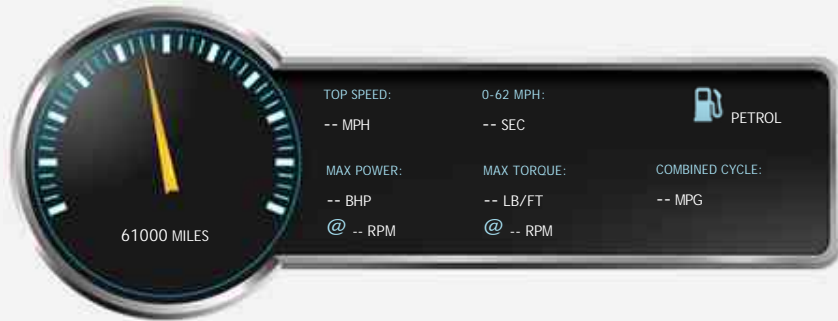 TOP SPEED:
-- MPH
0-62 MPH:
-- SEC
PETROL
MAX POWER:
-- BHP
@ -- RPM
MAX TORQUE:
-- LB/FT
@ -- RPM
COMBINED CYCLE:
-- MPG
61000 MILES